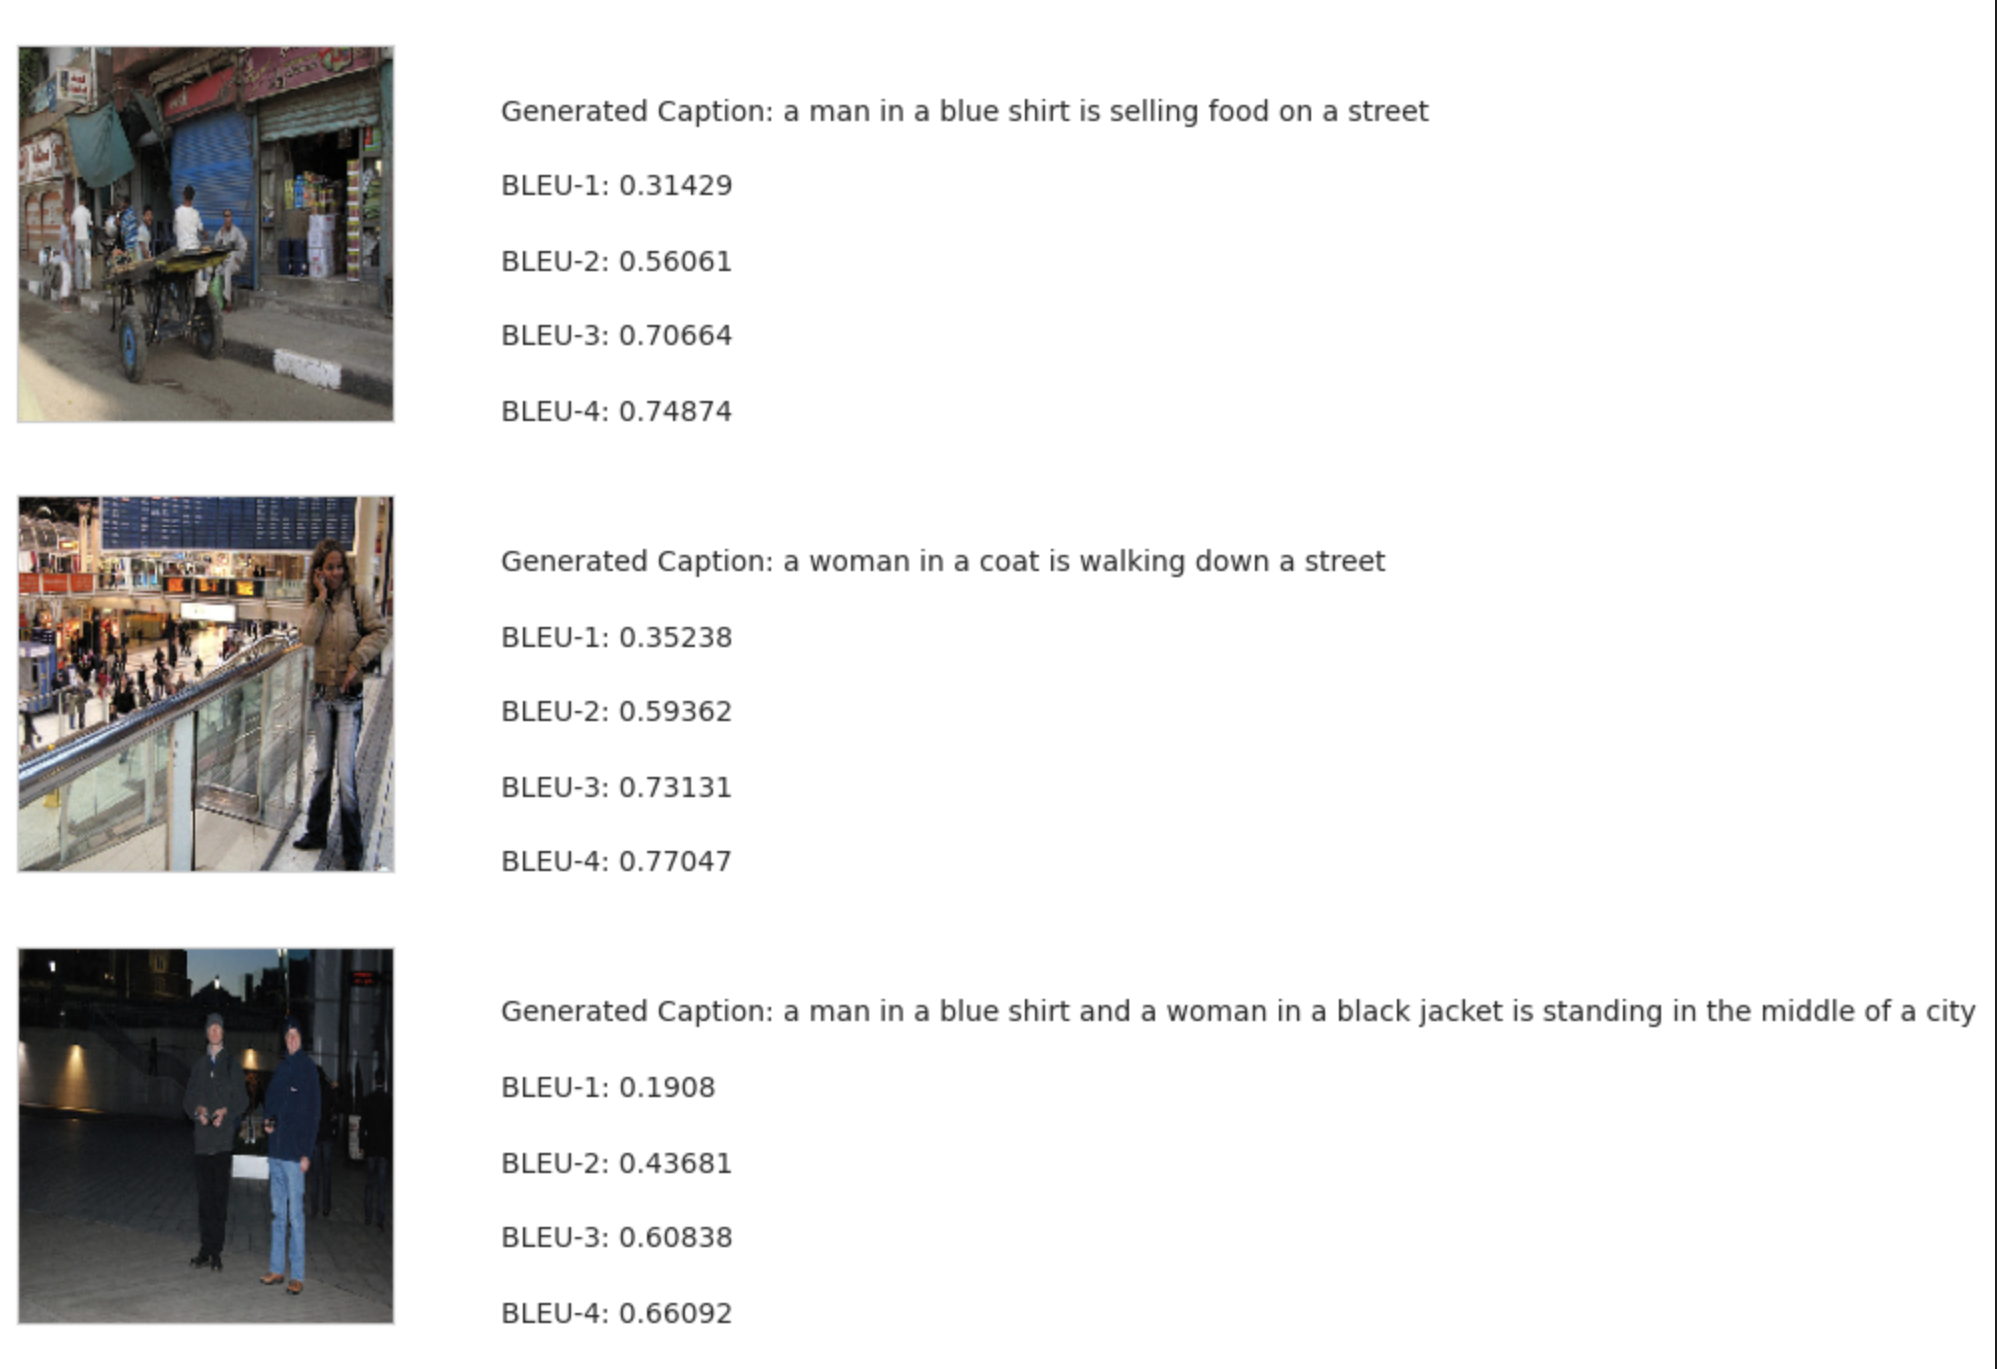 Generated Caption: a man in a blue shirt is selling food on a street
BLEU-1: 0.31429
BLEU-2: 0.56061
BLEU-3: 0.70664
BLEU-4: 0.74874
Generated Caption: a woman in a coat is walking down a street
BLEU-1: 0.35238
BLEU-2: 0.59362
BLEU-3: 0.73131
BLEU-4: 0.77047
Generated Caption: a man in a blue shirt and a woman in a black jacket is standing in the middle of a city
BLEU-1: 0.1908
BLEU-2: 0.43681
BLEU-3: 0.60838
BLEU-4: 0.66092